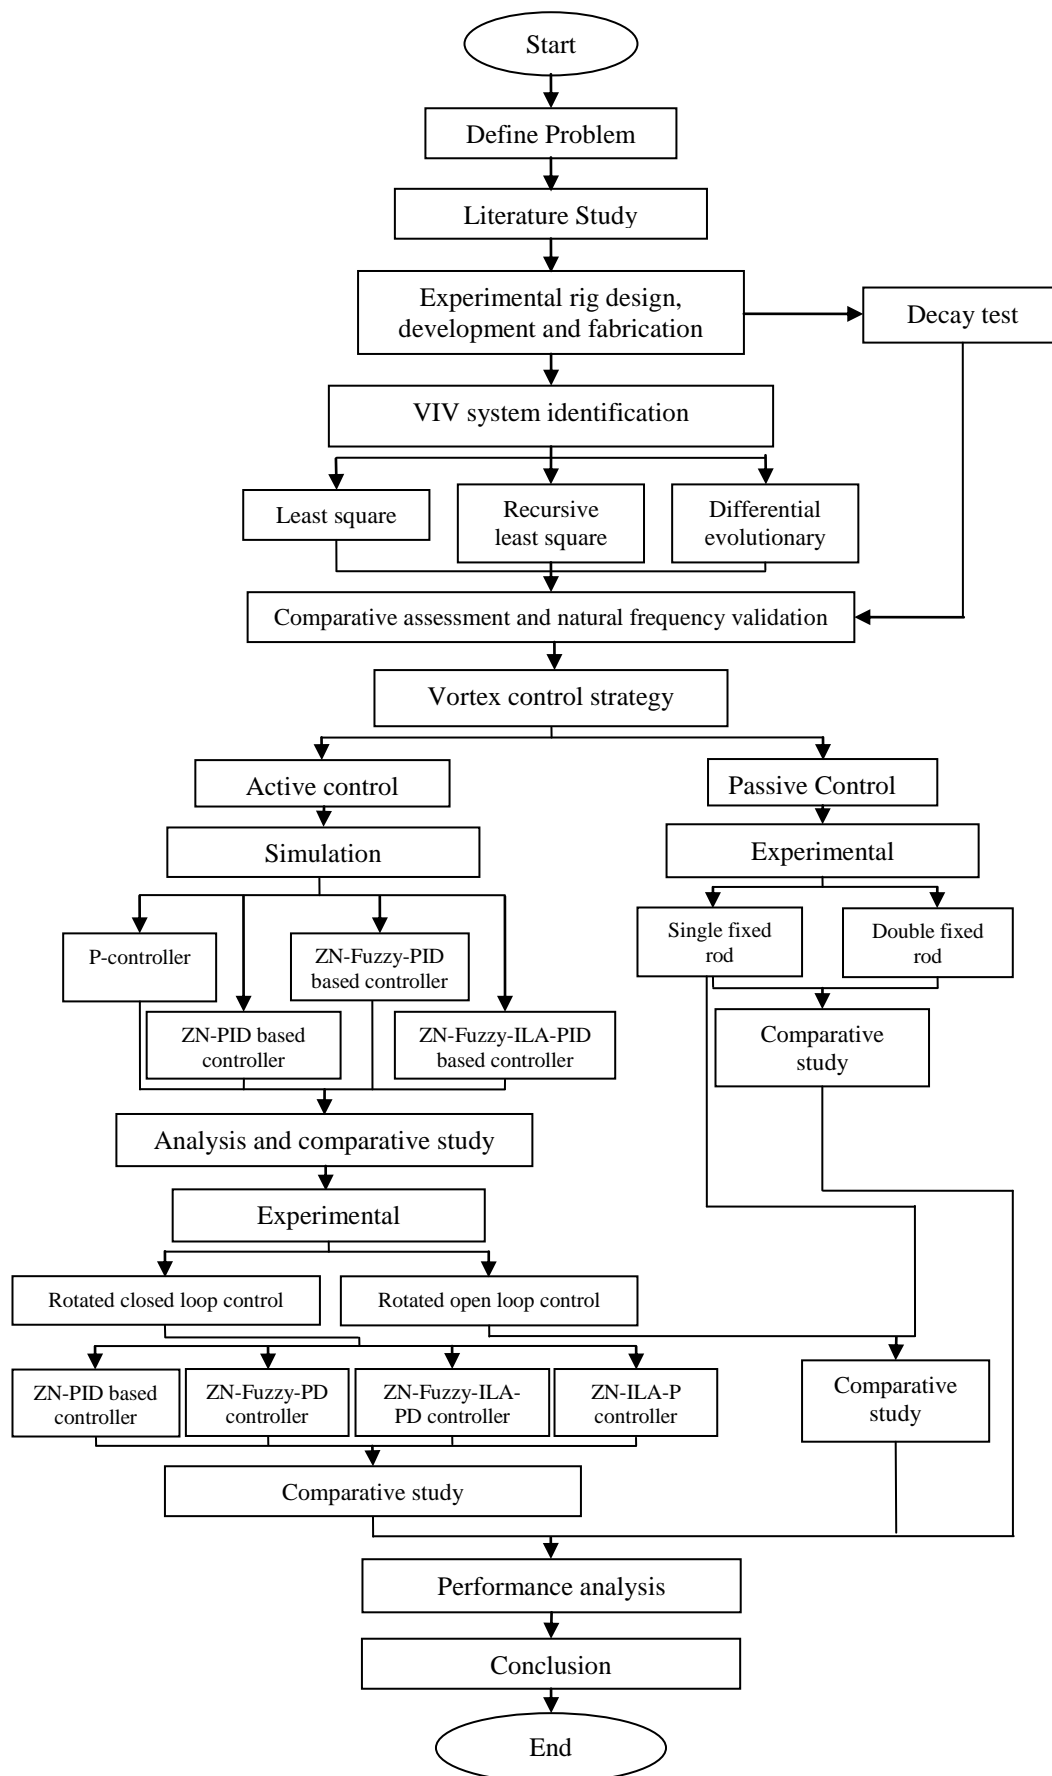 Start
Define Problem
Literature Study
Experimental rig design,
development and fabrication
Decay test
VIV system identification
Least square
Recursive
least square
Differential
evolutionary
Comparative assessment and natural frequency validation
Vortex control strategy
Active control
Passive Control
Simulation
Experimental
P-controller
ZN-Fuzzy-PID
based controller
Single fixed
rod
Double fixed
rod
ZN-PID based
controller
ZN-Fuzzy-ILA-PID
based controller
Comparative
study
Analysis and comparative study
Experimental
Rotated closed loop control
Rotated open loop control
ZN-PID based
controller
ZN-Fuzzy-PD
controller
ZN-Fuzzy-ILA-
PD controller
ZN-ILA-P
controller
Comparative
study
Comparative study
Performance analysis
Conclusion
End